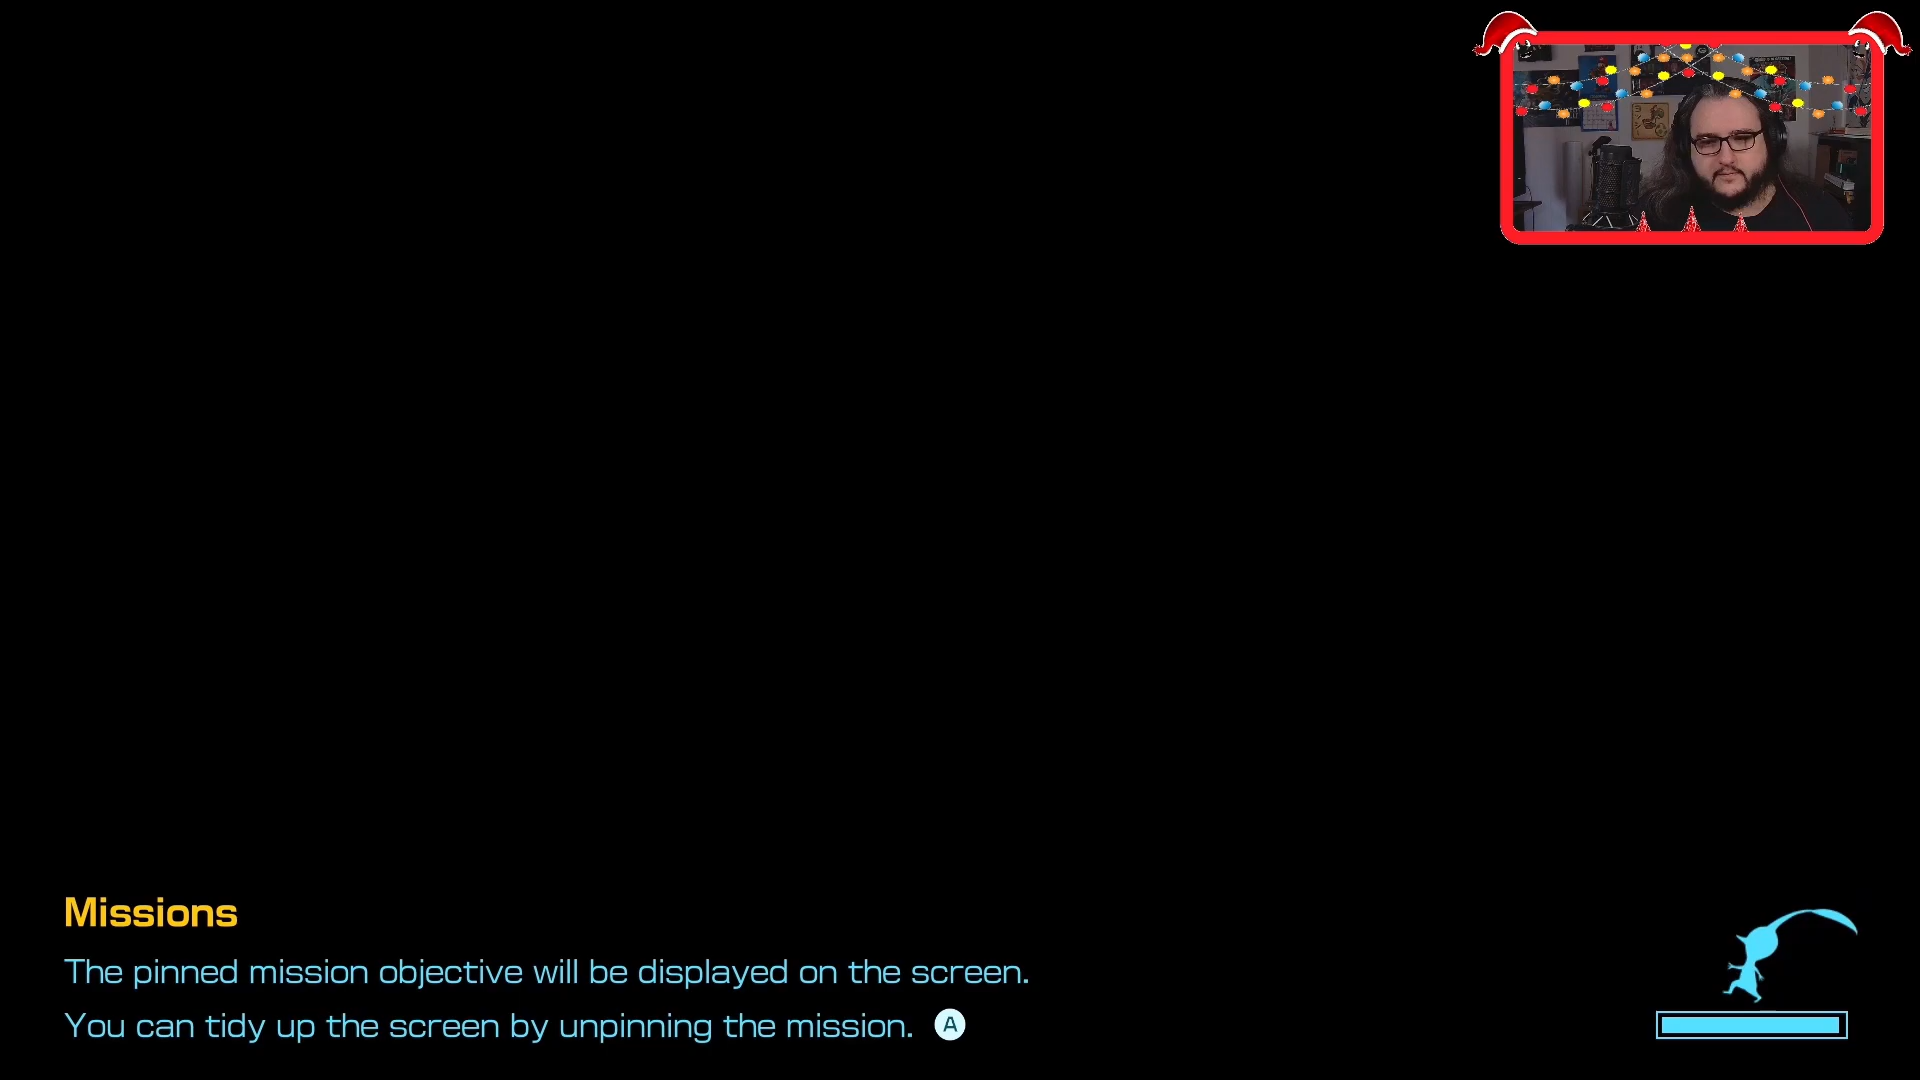 Missions
The pinned mission objective will be displayed on the screen.
You can tidy up the screen by unpinning the mission. A